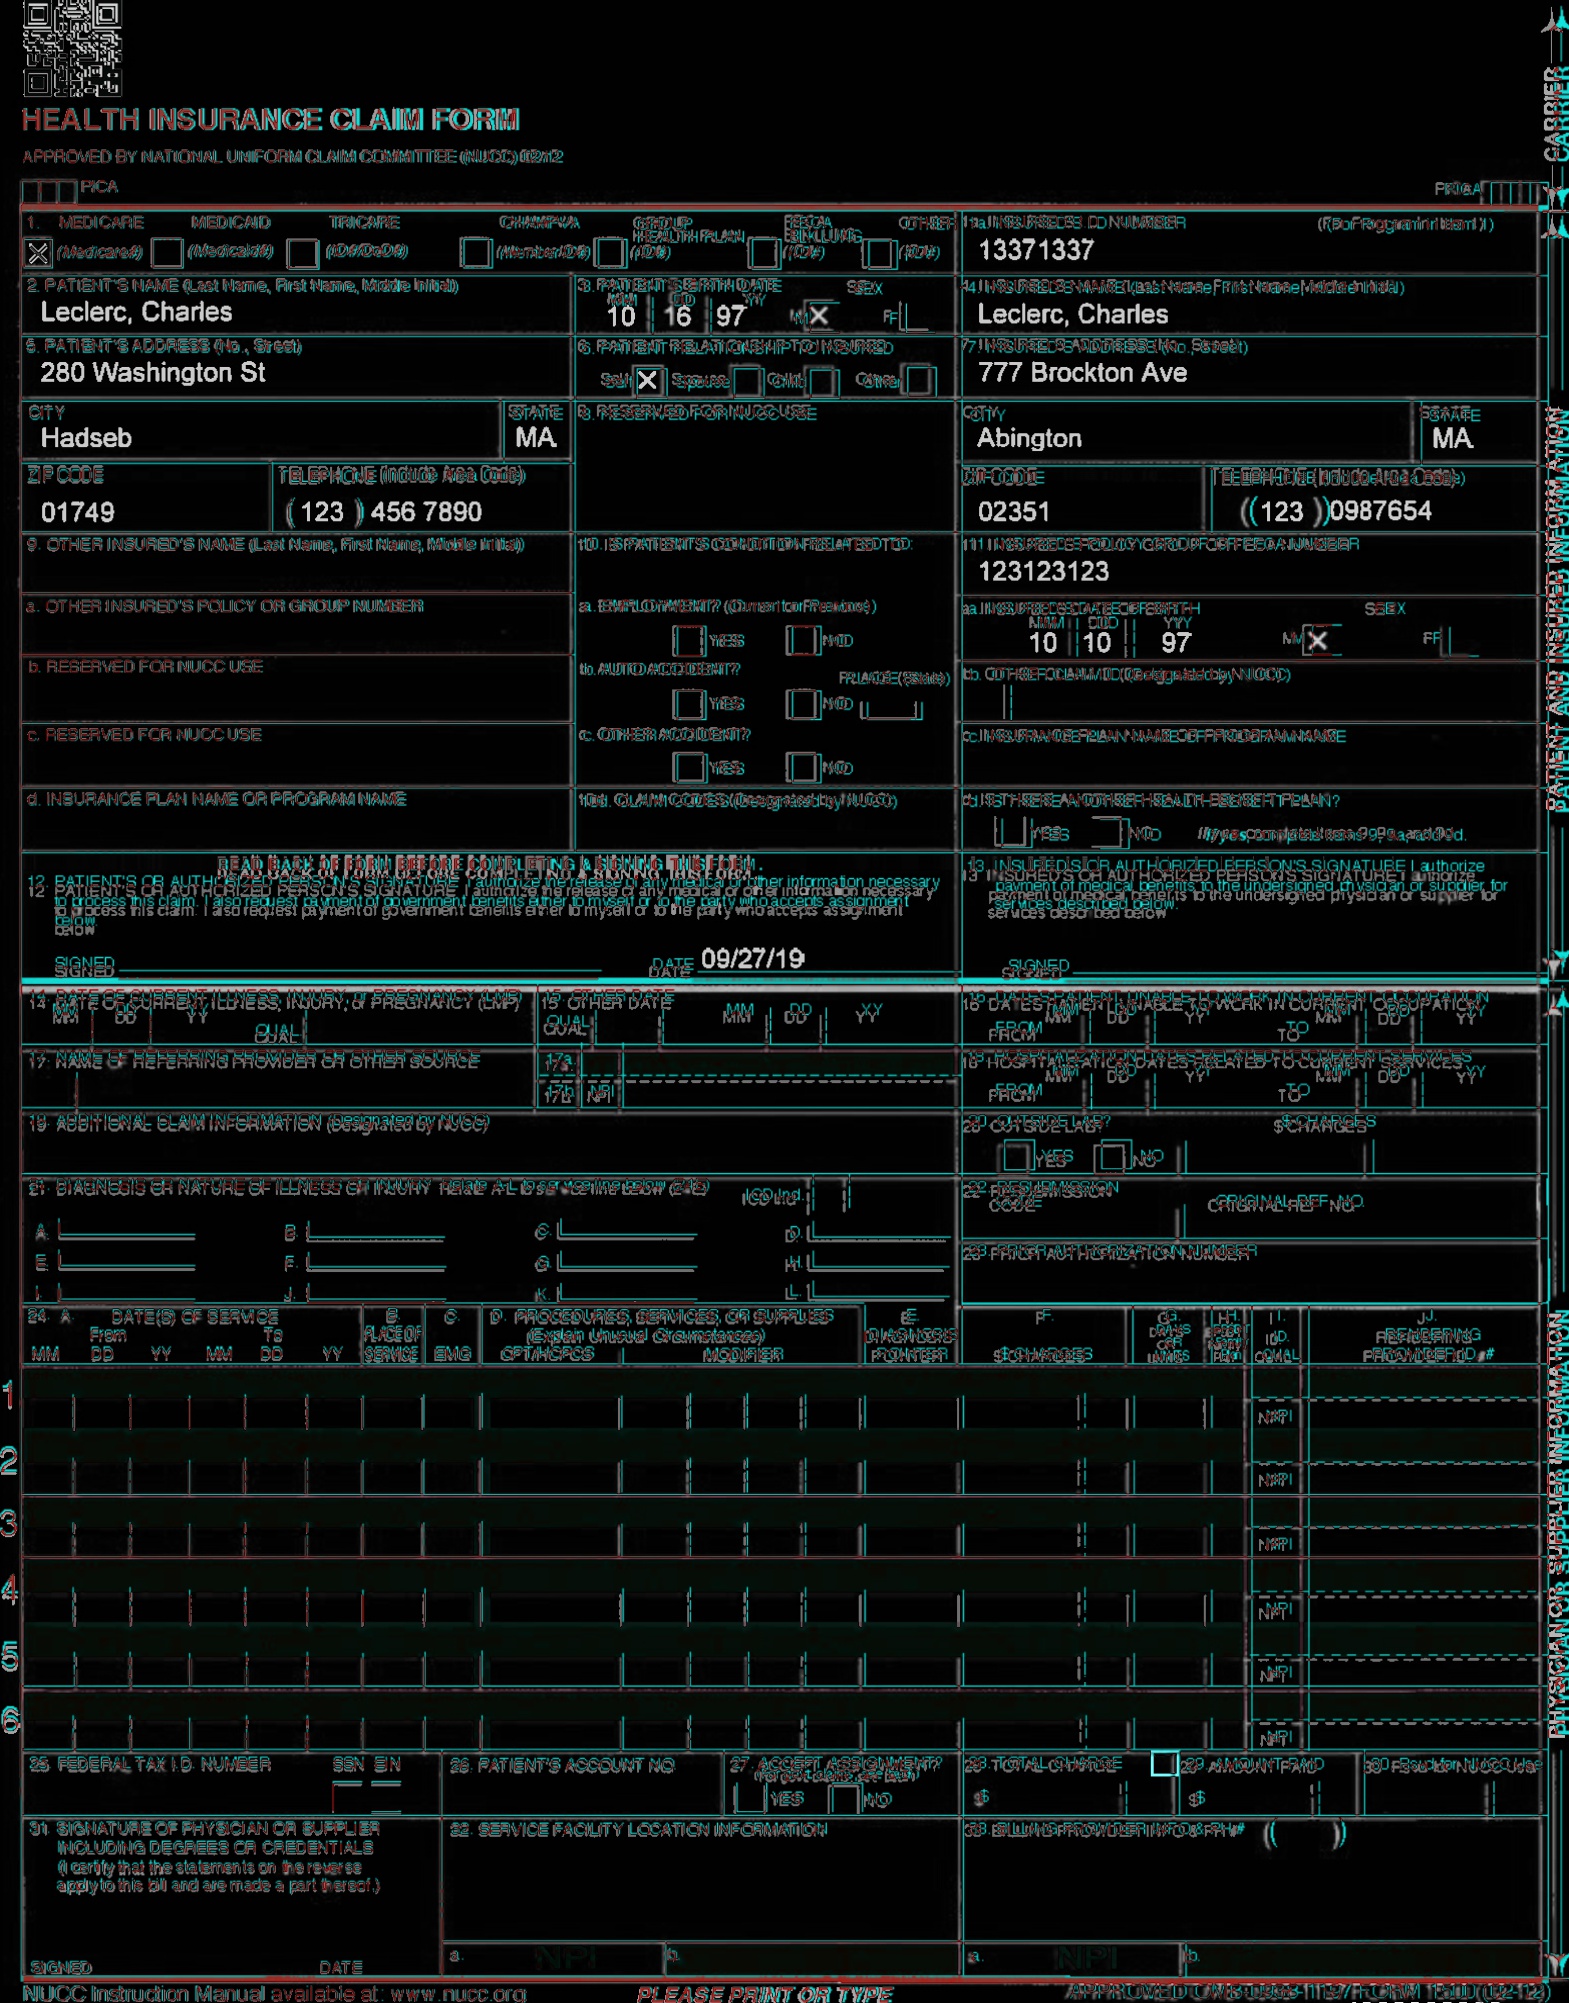 HEALTH INSURANCE CLAIM FORM
APPROVED BY NATIONAL UNIFORM CLAIM COMMITTEE (NUCC) 02/12
PICA
PICA
CARRIER
1. MEDICARE MEDICAID TRICARE CHAMPVA GROUP HEALTH PLAN FECA BLK LUNG OTHER 1a. INSURED'S I.D. NUMBER (For Program in Item 1)
(Medicare#) (Medicaid#) (ID#/DoD#) (Member ID#) (ID#) (ID#) (ID#) 13371337
2. PATIENT'S NAME (Last Name, First Name, Middle Initial) 3. PATIENT'S BIRTH DATE SEX 4. INSURED'S NAME (Last Name, First Name, Middle Initial)
MM DD YY
Leclerc, Charles 10 16 97 M X F Leclerc, Charles
5. PATIENT'S ADDRESS (No., Street) 6. PATIENT RELATIONSHIP TO INSURED 7. INSURED'S ADDRESS (No., Street)
280 Washington St Self X Spouse Child Other 777 Brockton Ave
CITY STATE 8. RESERVED FOR NUCC USE CITY STATE
Hadseb MA Abington MA
ZIP CODE TELEPHONE (Include Area Code) ZIP CODE TELEPHONE (Include Area Code)
01749 (123) 456 7890 02351 (123) 0987654
9. OTHER INSURED'S NAME (Last Name, First Name, Middle Initial) 10. IS PATIENT'S CONDITION RELATED TO: 11. INSURED'S POLICY GROUP OR FECA NUMBER
123123123
a. OTHER INSURED'S POLICY OR GROUP NUMBER a. EMPLOYMENT? (Current or Previous) a. INSURED'S DATE OF BIRTH SEX
MM DD YY
YES NO 10 10 97 M X F
b. RESERVED FOR NUCC USE b. AUTO ACCIDENT? PLACE (State) b. OTHER CLAIM ID (Designated by NUCC)
YES NO
c. RESERVED FOR NUCC USE c. OTHER ACCIDENT? c. INSURANCE PLAN NAME OR PROGRAM NAME
YES NO
d. INSURANCE PLAN NAME OR PROGRAM NAME 10d. CLAIM CODES (Designated by NUCC) d. IS THERE ANOTHER HEALTH BENEFIT PLAN?
YES NO If yes, complete items 9, 9a, and 9d.
READ BACK OF FORM BEFORE COMPLETING & SIGNING THIS FORM.
12. PATIENT'S OR AUTHORIZED PERSON'S SIGNATURE I authorize the release of any medical or other information necessary
to process this claim. I also request payment of government benefits either to myself or to the party who accepts assignment
below.
SIGNED DATE 09/27/19
13. INSURED'S OR AUTHORIZED PERSON'S SIGNATURE I authorize
payment of medical benefits to the undersigned physician or supplier for
services described below.
SIGNED
PATIENT AND INSURED INFORMATION
14. DATE OF CURRENT ILLNESS, INJURY, or PREGNANCY (LMP) 15. OTHER DATE 16. DATES PATIENT UNABLE TO WORK IN CURRENT OCCUPATION
MM DD YY QUAL. QUAL. MM DD YY FROM MM DD YY TO MM DD YY
17. NAME OF REFERRING PROVIDER OR OTHER SOURCE 17a. 18. HOSPITALIZATION DATES RELATED TO CURRENT SERVICES
17b. NPI FROM MM DD YY TO MM DD YY
19. ADDITIONAL CLAIM INFORMATION (Designated by NUCC) 20. OUTSIDE LAB? $ CHARGES
YES NO
21. DIAGNOSIS OR NATURE OF ILLNESS OR INJURY Relate A-L to service line below (24E) ICD Ind. 22. RESUBMISSION CODE ORIGINAL REF. NO.
A. B. C. D.
E. F. G. H. 23. PRIOR AUTHORIZATION NUMBER
I. J. K. L.
24. A. DATE(S) OF SERVICE B. C. D. PROCEDURES, SERVICES, OR SUPPLIES E. F. G. H. I. J.
From To PLACE OF (Explain Unusual Circumstances) DIAGNOSIS DAYS OR ID. RENDERING
MM DD YY MM DD YY SERVICE EMG CPT/HCPCS MODIFIER POINTER $ CHARGES UNITS QUAL. PROVIDER ID. #
1 NPI
2 NPI
3 NPI
4 NPI
5 NPI
6 NPI
PHYSICIAN OR SUPPLIER INFORMATION
25. FEDERAL TAX I.D. NUMBER SSN EIN 26. PATIENT'S ACCOUNT NO. 27. ACCEPT ASSIGNMENT? 28. TOTAL CHARGE 29. AMOUNT PAID 30. Rsvd for NUCC Use
YES NO $ $
31. SIGNATURE OF PHYSICIAN OR SUPPLIER
INCLUDING DEGREES OR CREDENTIALS
(I certify that the statements on the reverse
apply to this bill and are made a part thereof.)
SIGNED DATE
32. SERVICE FACILITY LOCATION INFORMATION
a. NPI b.
33. BILLING PROVIDER INFO & PH # ( )
a. NPI b.
NUCC Instruction Manual available at: www.nucc.org PLEASE PRINT OR TYPE APPROVED OMB-0938-1197 FORM 1500 (02-12)